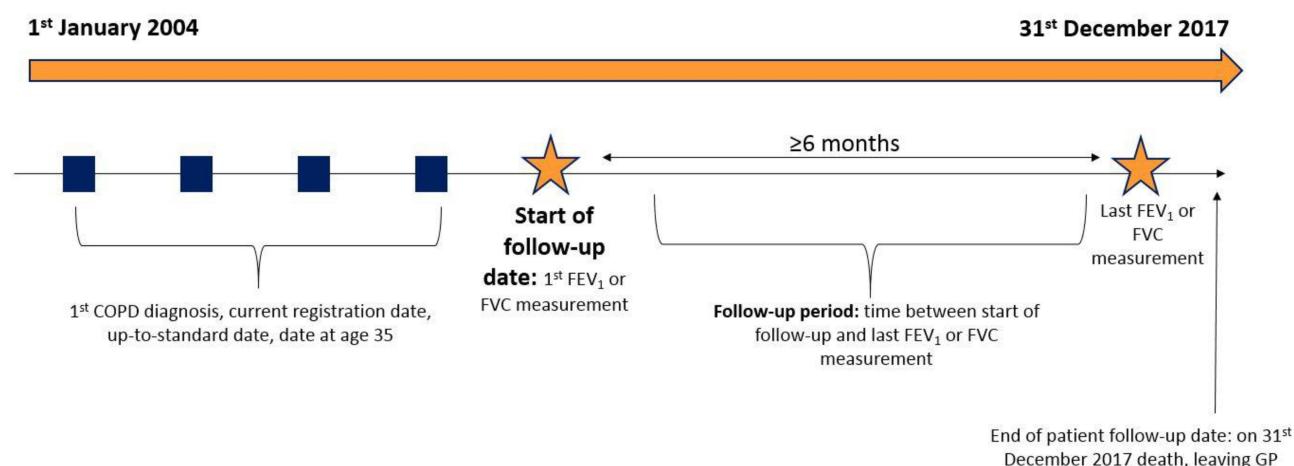 1st January 2004
31st December 2017
≥6 months
Start of
follow-up
date: 1st FEV1 or
FVC measurement
Last FEV1 or
FVC
measurement
1st COPD diagnosis, current registration date,
up-to-standard date, date at age 35
Follow-up period: time between start of
follow-up and last FEV1 or FVC
measurement
End of patient follow-up date: on 31st
December 2017 death, leaving GP